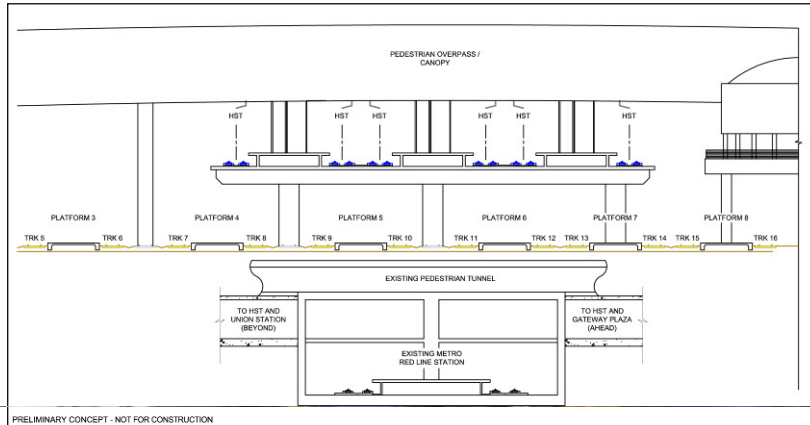 PEDESTRIAN OVERPASS /
CANOPY
HST
HST
HST
HST
HST
HST
PLATFORM 3
PLATFORM 4
PLATFORM 5
PLATFORM 6
PLATFORM 7
PLATFORM 8
TRK 5
TRK 6
TRK 7
TRK 8
TRK 9
TRK 10
TRK 11
TRK 12
TRK 13
TRK 14
TRK 15
TRK 16
EXISTING PEDESTRIAN TUNNEL
TO HST AND
UNION STATION
(BEYOND)
TO HST AND
GATEWAY PLAZA
(AHEAD)
EXISTING METRO
RED LINE STATION
PRELIMINARY CONCEPT - NOT FOR CONSTRUCTION